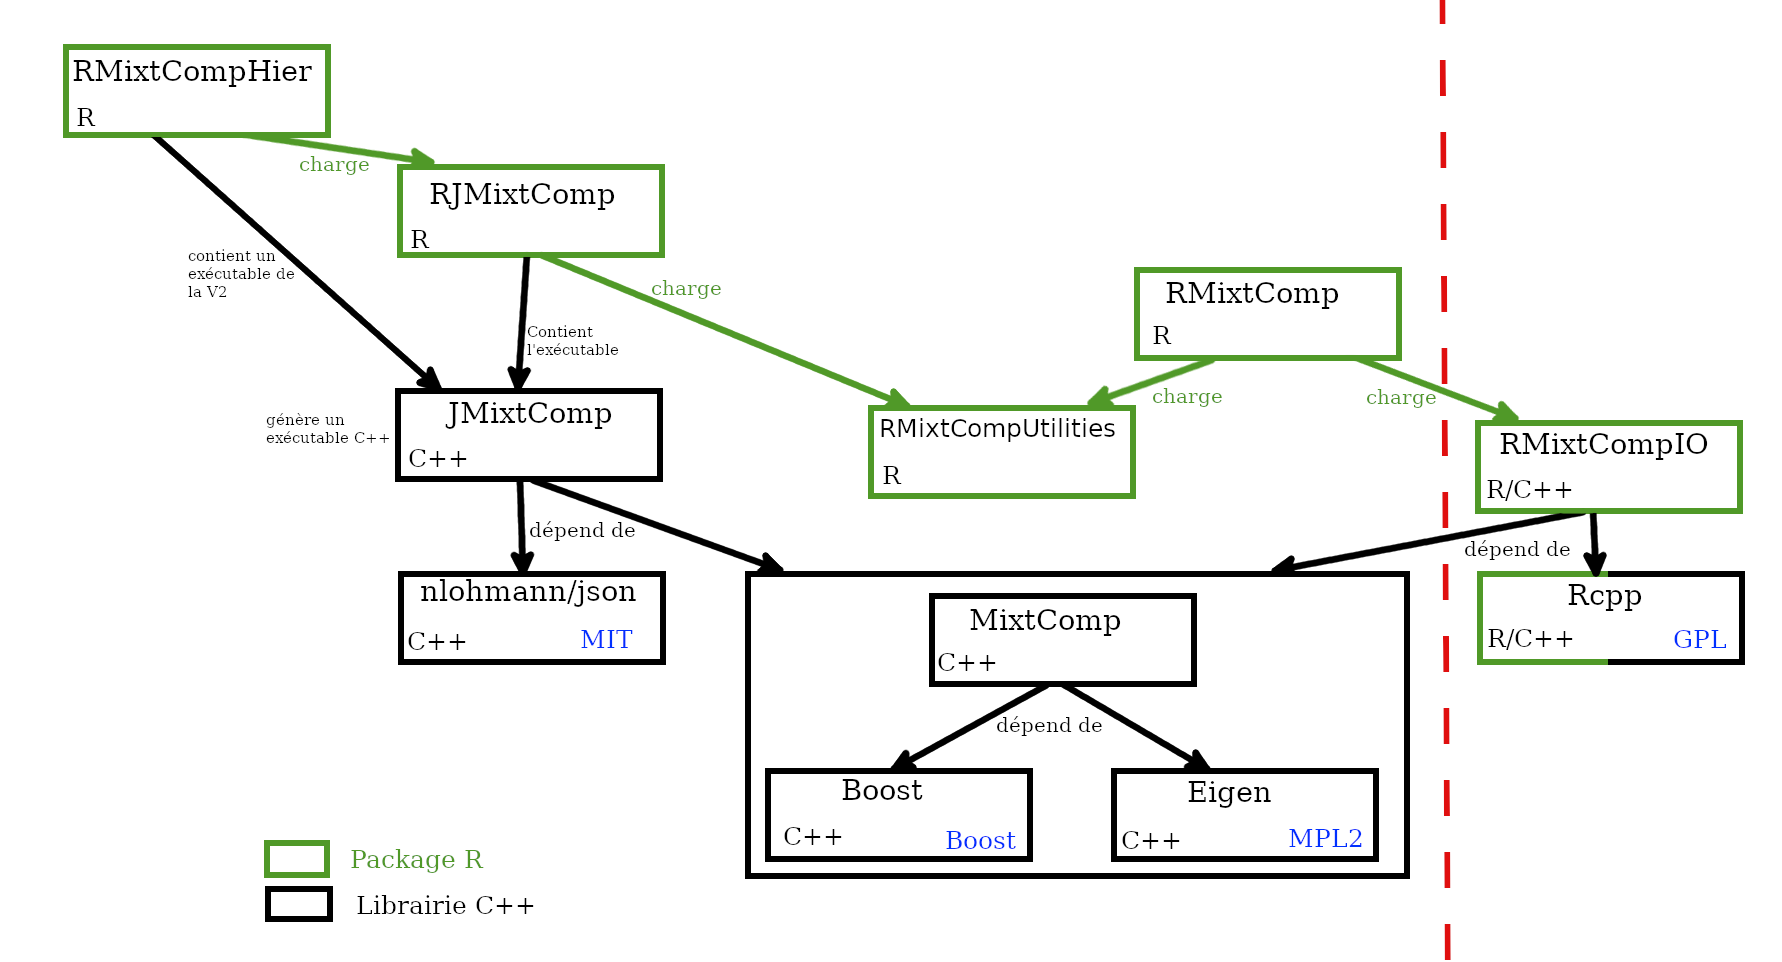 RMixtCompHier
R
charge
RJMixtComp
R
contient un
exécutable de
la V2
charge
Contient
l'exécutable
RMixtComp
R
charge
charge
génère un
exécutable C++
JMixtComp
C++
RMixtCompUtilities
R
RMixtCompIO
R/C++
dépend de
dépend de
nlohmann/json
C++ MIT
MixtComp
C++
Rcpp
R/C++ GPL
dépend de
Boost
C++ Boost
Eigen
C++ MPL2
Package R
Librairie C++